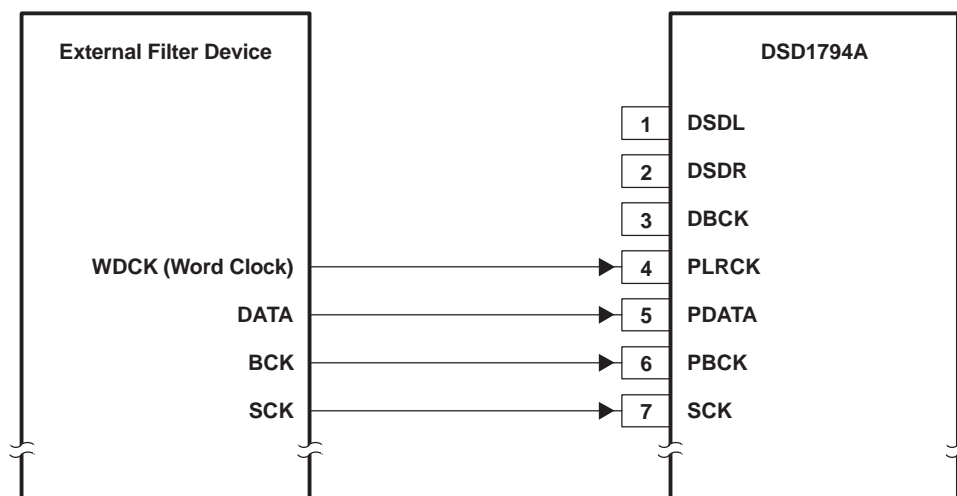 External Filter Device
DSD1794A
1 DSDL
2 DSDR
3 DBCK
WDCK (Word Clock) 4 PLRCK
DATA 5 PDATA
BCK 6 PBCK
SCK 7 SCK